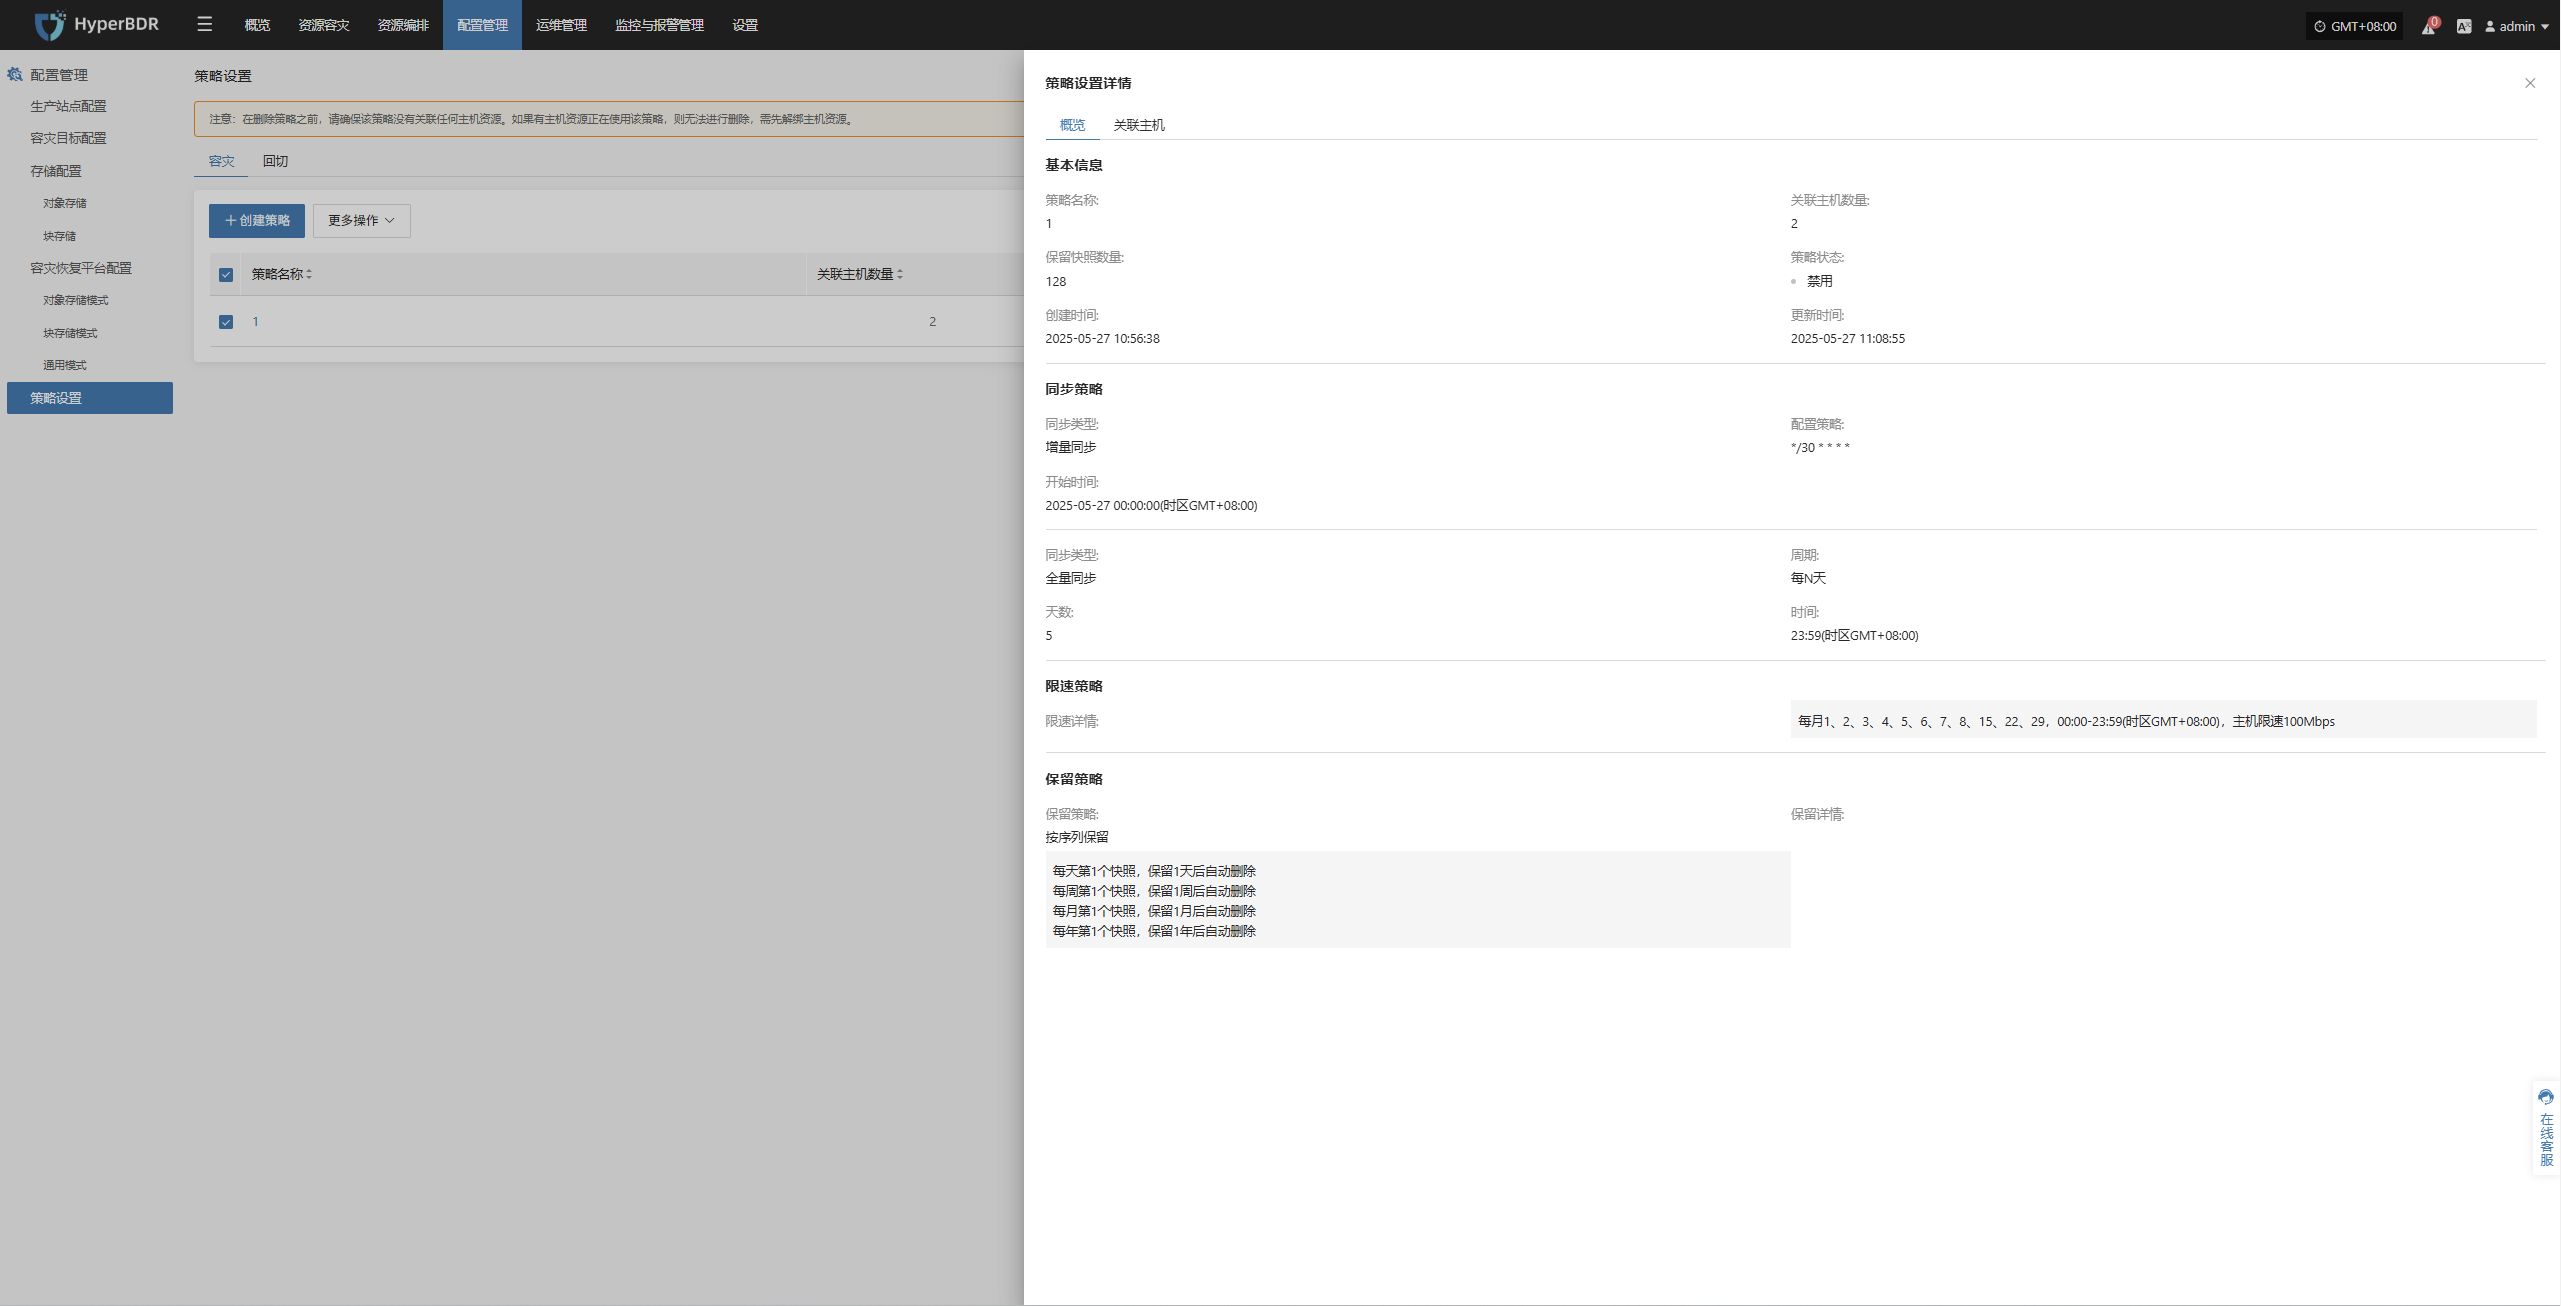 HyperBDR
概览
资源容灾
资源编排
配置管理
运维管理
监控与报警管理
设置
GMT+08:00
0
admin
配置管理
生产站点配置
容灾目标配置
存储配置
对象存储
块存储
容灾恢复平台配置
对象存储模式
块存储模式
通用模式
策略设置
策略设置
注意：在删除策略之前，请确保该策略没有关联任何主机资源。如果有主机资源正在使用该策略，则无法进行删除，需先解绑主机资源。
容灾
回切
创建策略
更多操作
策略名称
关联主机数量
1
2
策略设置详情
概览
关联主机
基本信息
策略名称:
1
关联主机数量:
2
保留快照数量:
128
策略状态:
禁用
创建时间:
2025-05-27 10:56:38
更新时间:
2025-05-27 11:08:55
同步策略
同步类型:
增量同步
配置策略:
*/30 * * * *
开始时间:
2025-05-27 00:00:00(时区GMT+08:00)
同步类型:
全量同步
周期:
每N天
天数:
5
时间:
23:59(时区GMT+08:00)
限速策略
限速详情:
每月1、2、3、4、5、6、7、8、15、22、29，00:00-23:59(时区GMT+08:00)，主机限速100Mbps
保留策略
保留策略:
按序列保留
保留详情:
每天第1个快照，保留1天后自动删除
每周第1个快照，保留1周后自动删除
每月第1个快照，保留1月后自动删除
每年第1个快照，保留1年后自动删除
在线客服